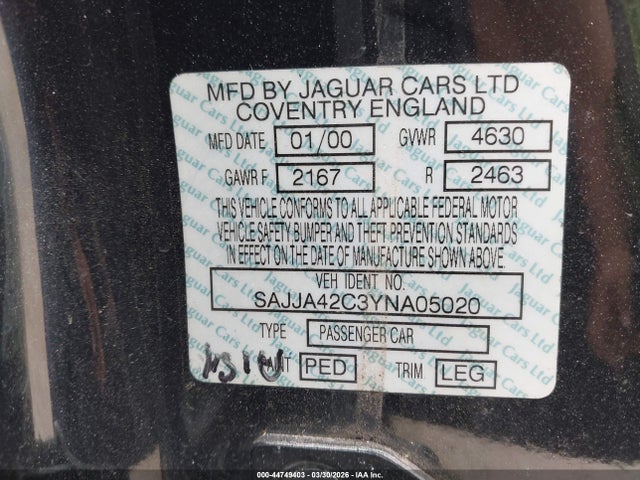 MFD BY JAGUAR CARS LTD
COVENTRY ENGLAND
MFD DATE 01/00 GVWR 4630
GAWR F 2167 R 2463
THIS VEHICLE CONFORMS TO ALL APPLICABLE FEDERAL MOTOR
VEHICLE SAFETY BUMPER AND THEFT PREVENTION STANDARDS
IN EFFECT ON THE DATE OF MANUFACTURE SHOWN ABOVE.
VEH IDENT NO.
SAJJA42C3YNA05020
TYPE PASSENGER CAR
PED TRIM LEG
000-44749403 - 03/30/2026 - IAA Inc.